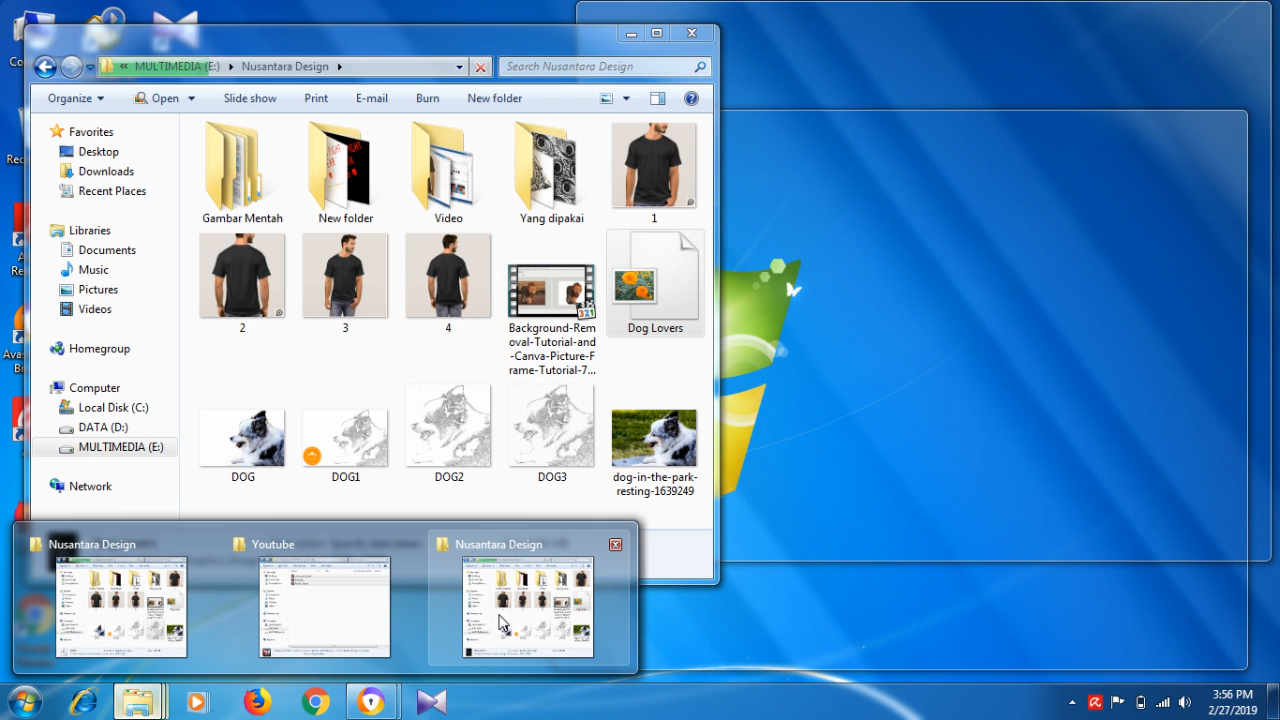 « MULTIMEDIA (E:) Nusantara Design
Search Nusantara Design
Organize Open Slide show Print E-mail Burn New folder
Favorites
Desktop
Downloads
Recent Places
Libraries
Documents
Music
Pictures
Videos
Homegroup
Computer
Local Disk (C:)
DATA (D:)
MULTIMEDIA (E:)
Network
Gambar Mentah
New folder
Video
Yang dipakai
1
2
3
4
Background-Rem
oval-Tutorial-and
-Canva-Picture-F
rame-Tutorial-7...
Dog Lovers
DOG
DOG1
DOG2
DOG3
dog-in-the-park-
resting-1639249
Nusantara Design
Youtube
Nusantara Design
3:56 PM
2/27/2019